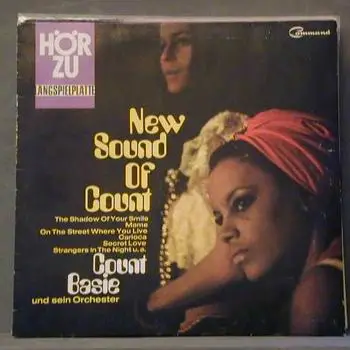 HÖR
ZU
LANGSPIELPLATTE
Command
New
Sound
Of
Count
The Shadow Of Your Smile
Mame
On The Street Where You Live
Carioca
Secret Love
Strangers In The Night u.a.
Count
Basie
und sein Orchester